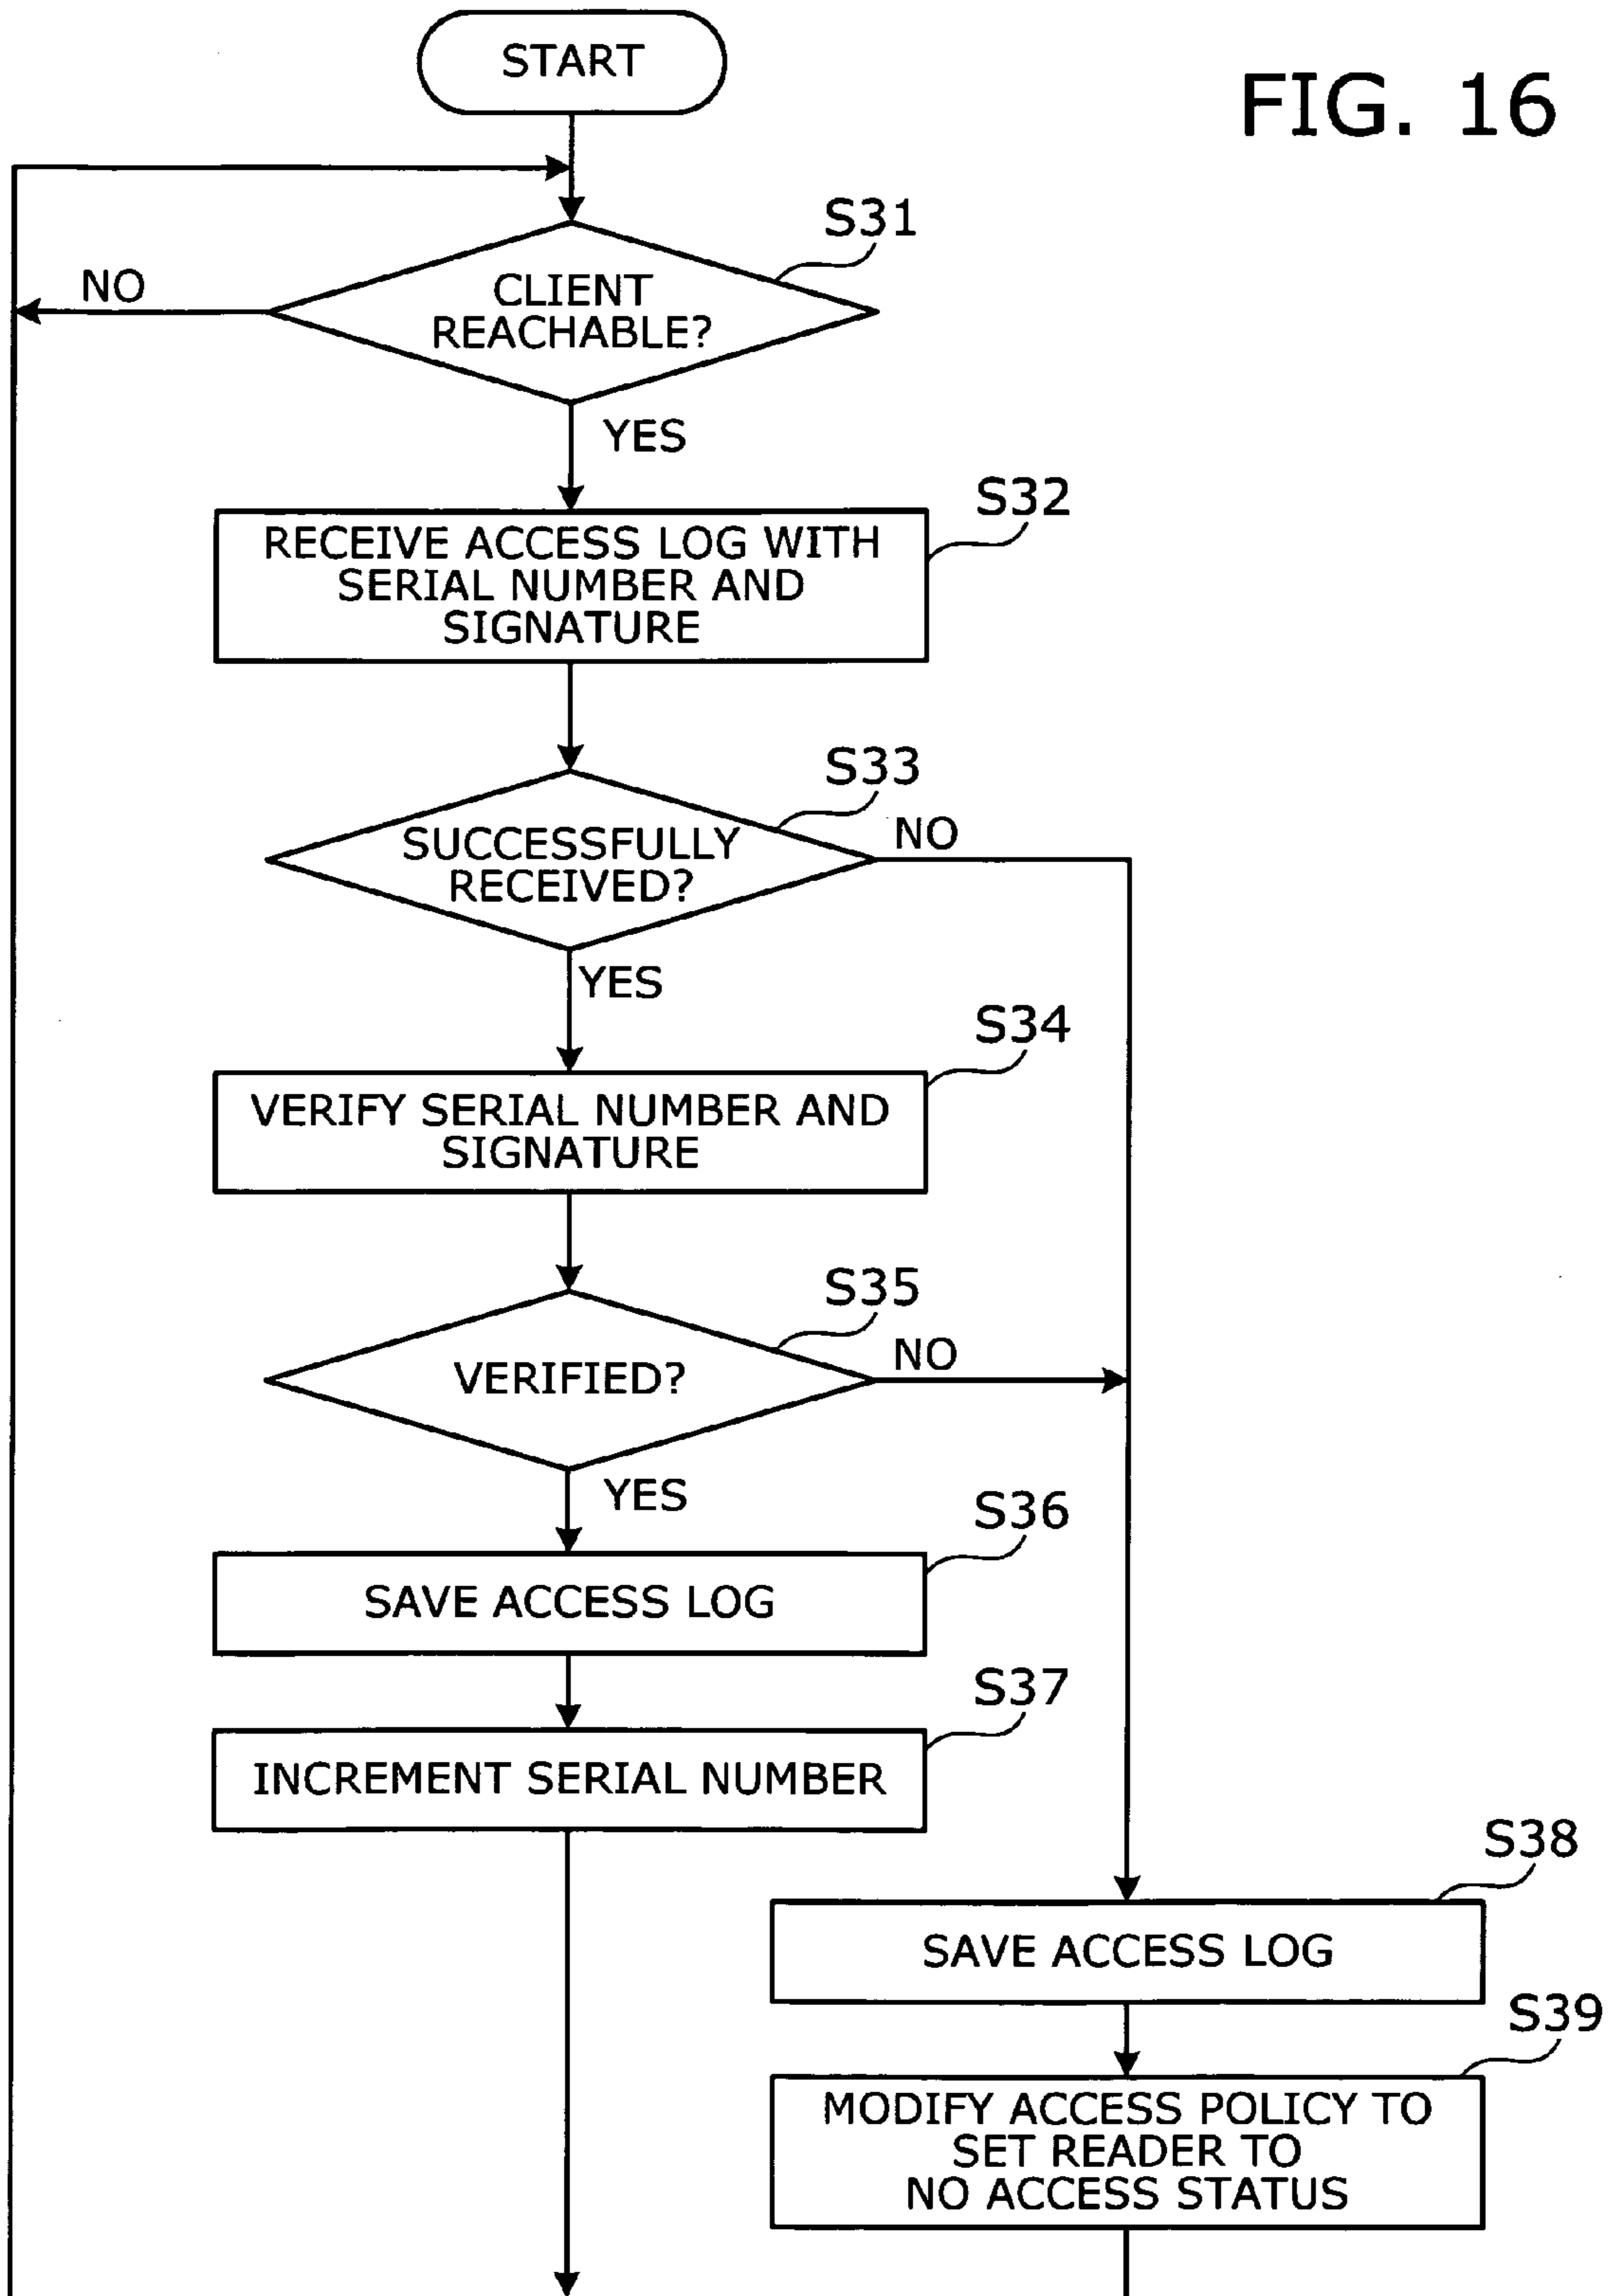 START
FIG. 16
S31
NO
CLIENT
REACHABLE?
YES
S32
RECEIVE ACCESS LOG WITH
SERIAL NUMBER AND
SIGNATURE
S33
SUCCESSFULLY
RECEIVED?
NO
YES
S34
VERIFY SERIAL NUMBER AND
SIGNATURE
S35
VERIFIED?
NO
YES
S36
SAVE ACCESS LOG
S37
INCREMENT SERIAL NUMBER
S38
SAVE ACCESS LOG
S39
MODIFY ACCESS POLICY TO
SET READER TO
NO ACCESS STATUS